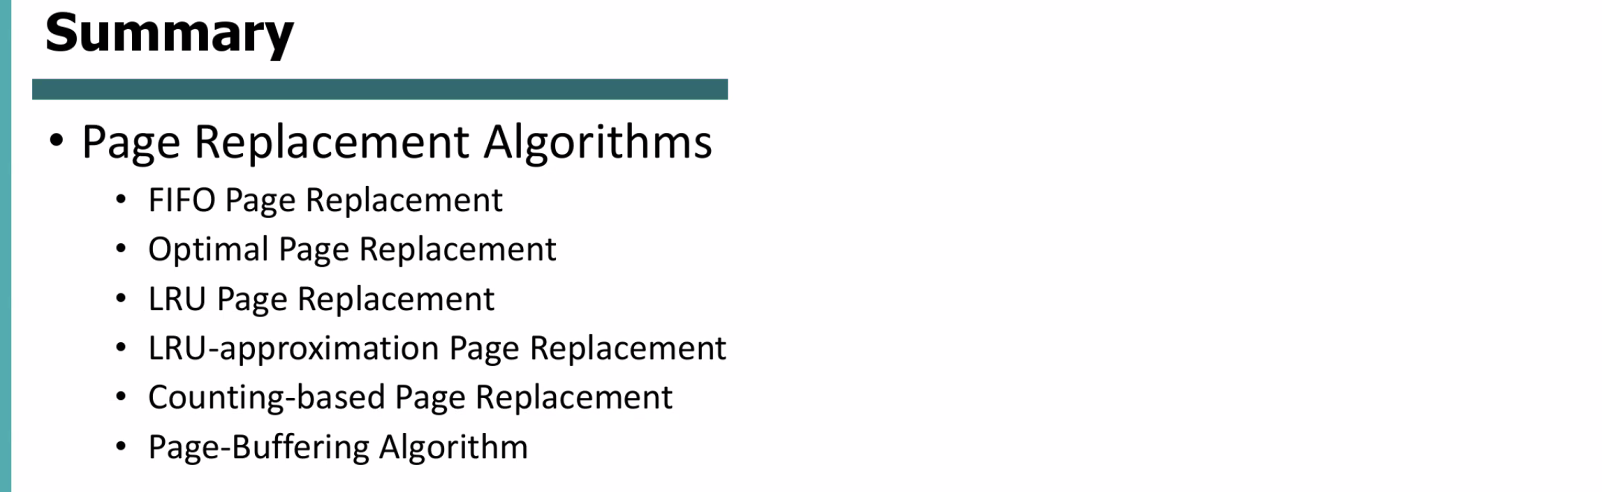 Summary
• Page Replacement Algorithms
• FIFO Page Replacement
• Optimal Page Replacement
• LRU Page Replacement
• LRU-approximation Page Replacement
• Counting-based Page Replacement
• Page-Buffering Algorithm